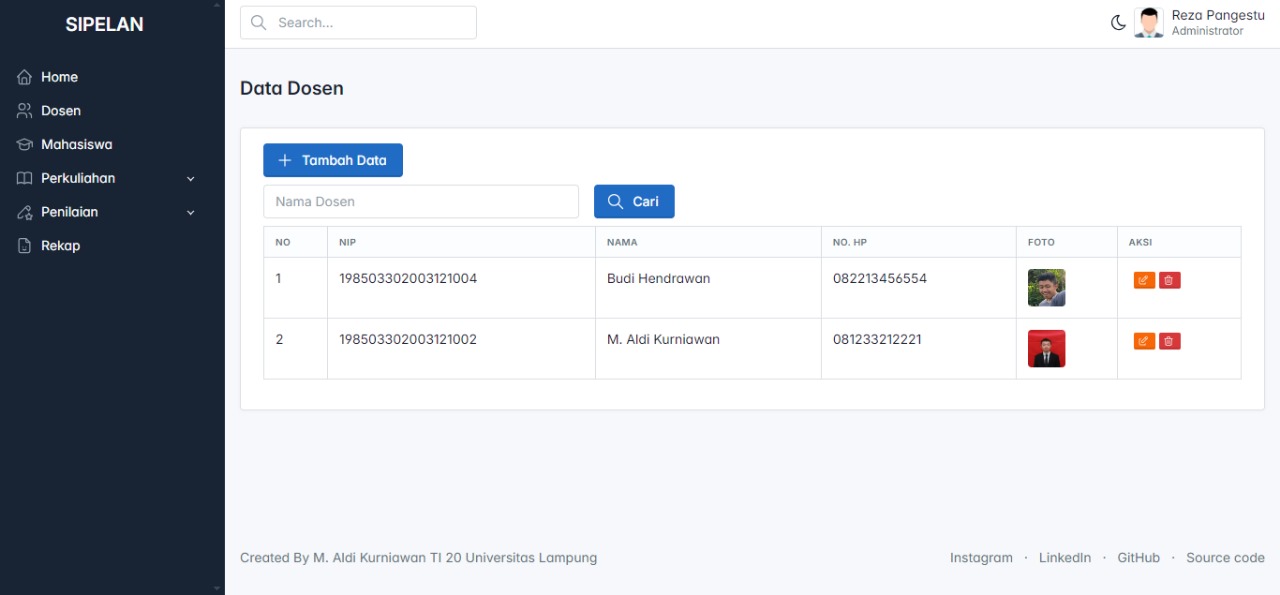 SIPELAN
Home
Dosen
Mahasiswa
Perkuliahan
Penilaian
Rekap
Search...
Reza Pangestu
Administrator
Data Dosen
Tambah Data
Nama Dosen
Cari
NO NIP NAMA NO. HP FOTO AKSI
1 198503302003121004 Budi Hendrawan 082213456554
2 198503302003121002 M. Aldi Kurniawan 081233212221
Created By M. Aldi Kurniawan TI 20 Universitas Lampung
Instagram · LinkedIn · GitHub · Source code